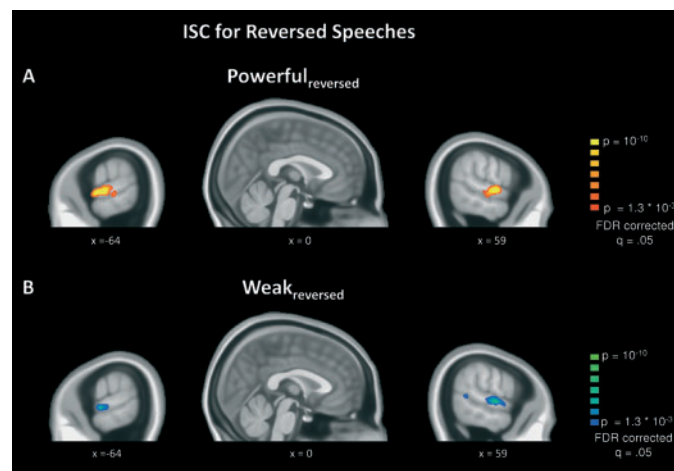 ISC for Reversed Speeches
A
Powerful reversed
p = 10-10
p = 1.3 * 10-3
FDR corrected
q = .05
x =-64
x = 0
x = 59
B
Weak reversed
p = 10-10
p = 1.3 * 10-3
FDR corrected
q = .05
x =-64
x = 0
x = 59